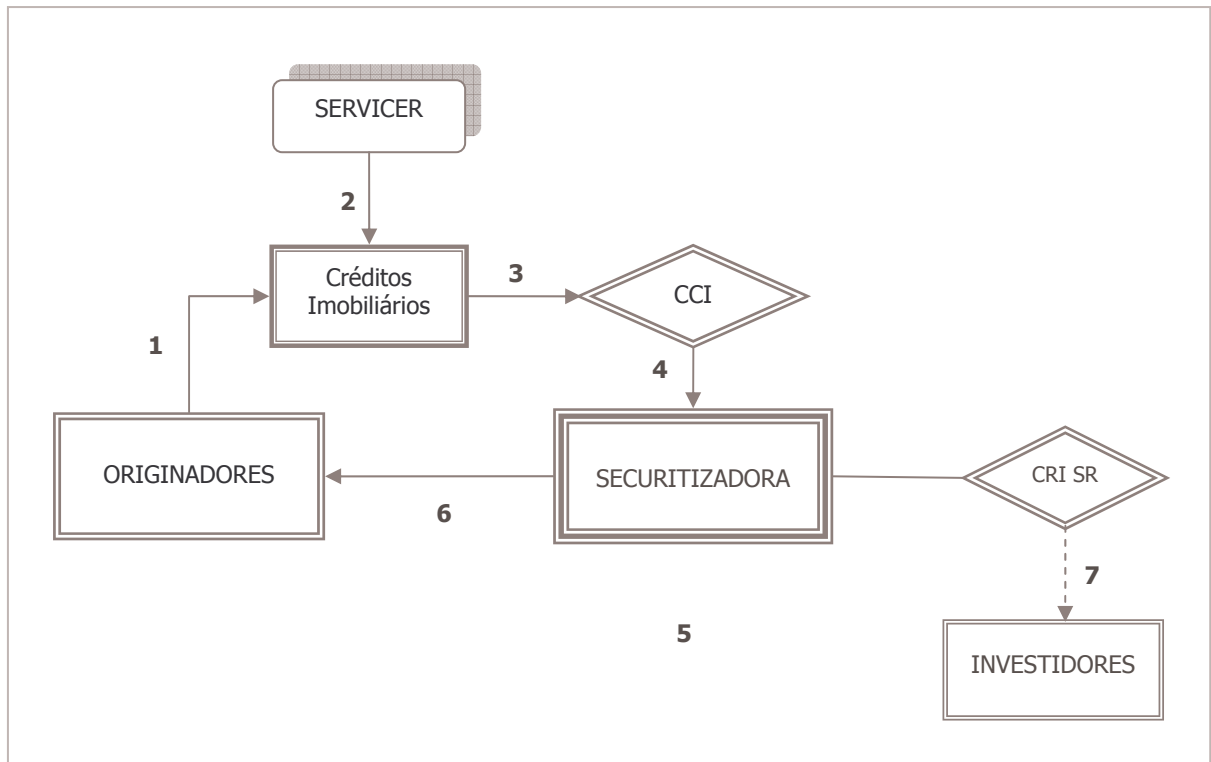 SERVICER
2
Créditos
Imobiliários
3
CCI
1
4
ORIGINADORES
SECURITIZADORA
CRI SR
6
7
5
INVESTIDORES